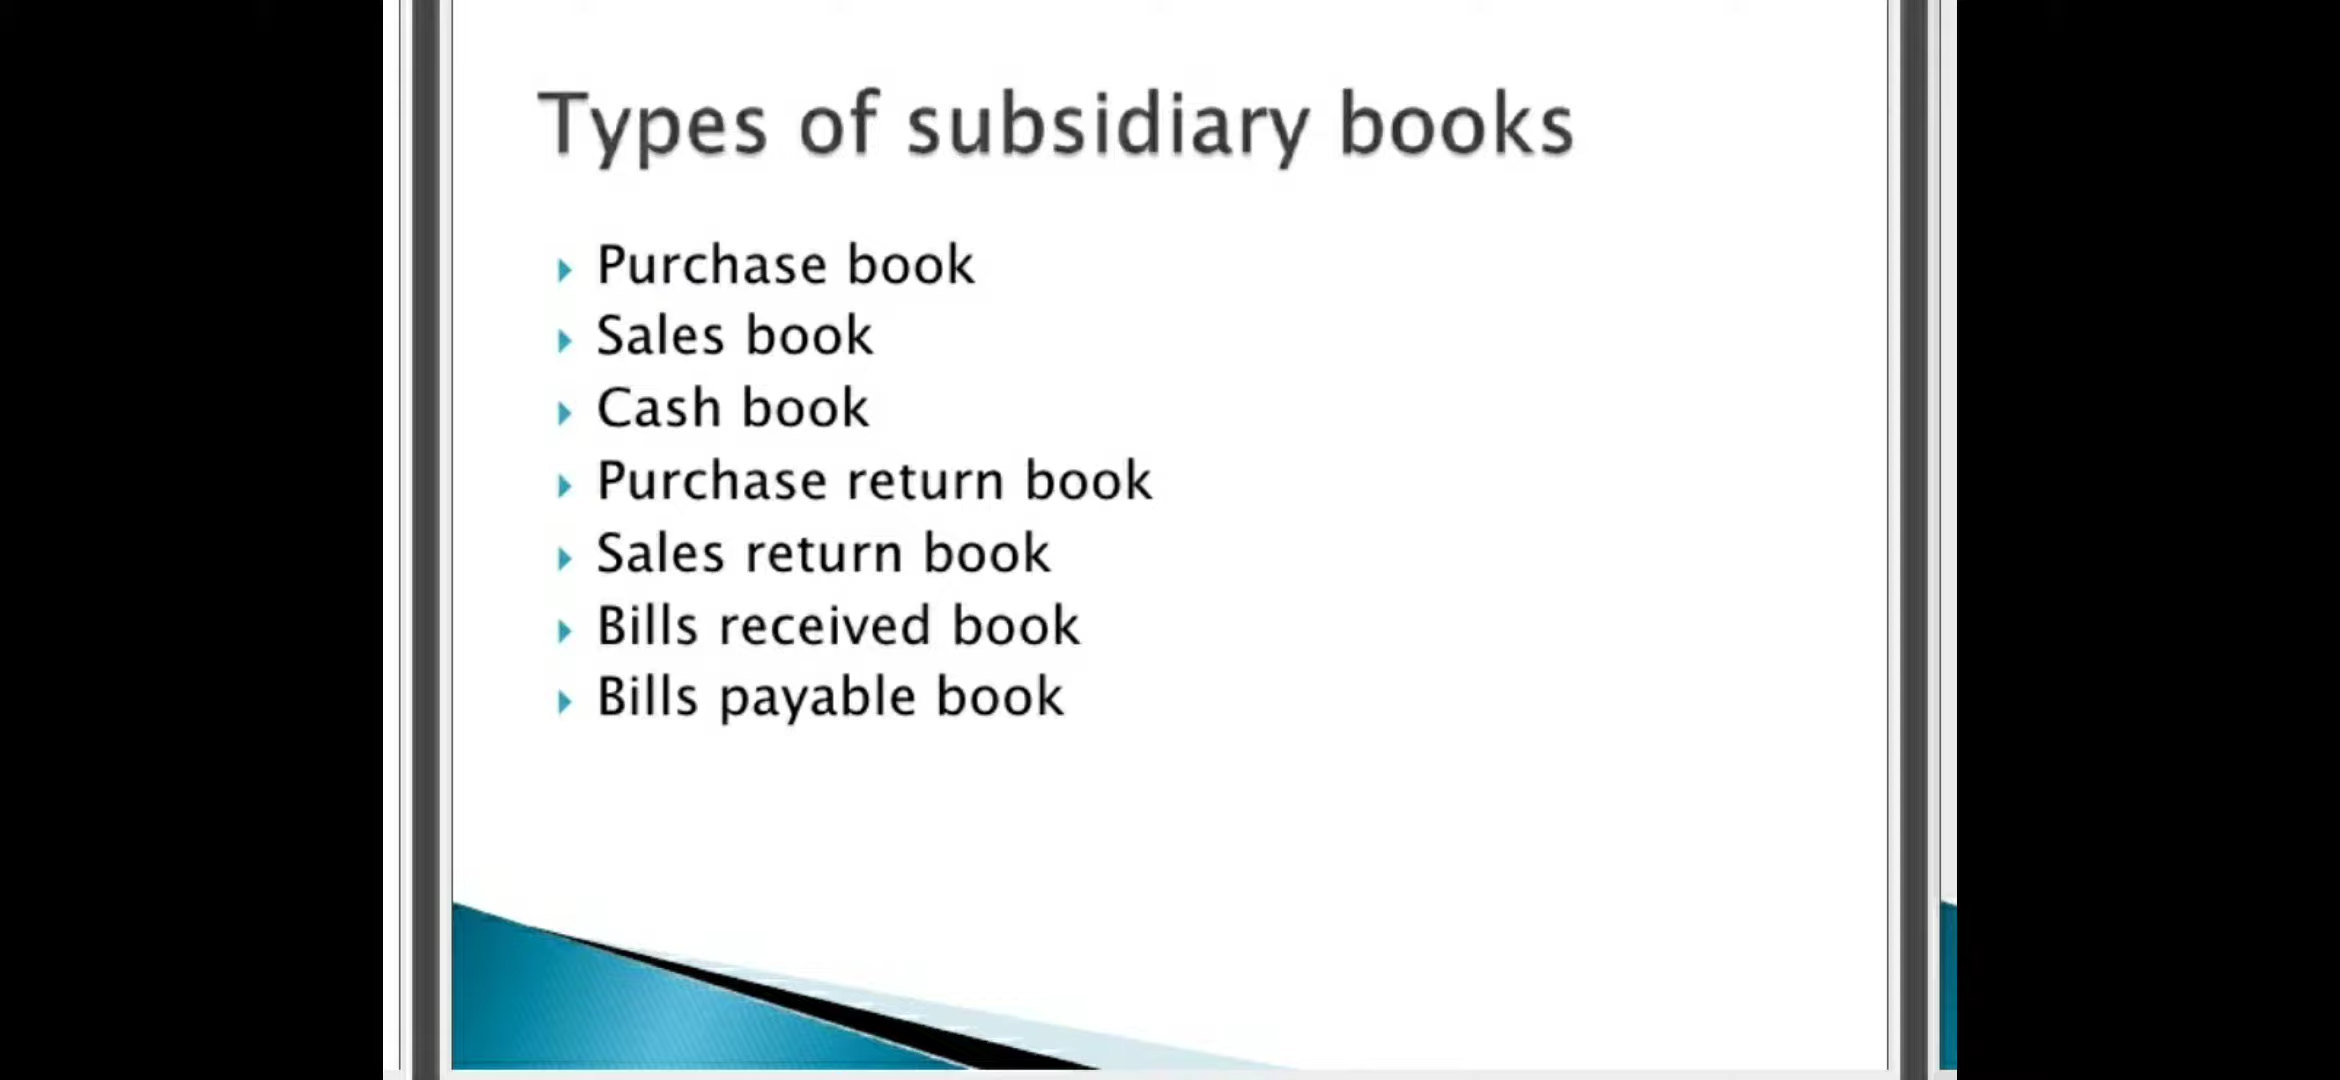 Types of subsidiary books
Purchase book
Sales book
Cash book
Purchase return book
Sales return book
Bills received book
Bills payable book